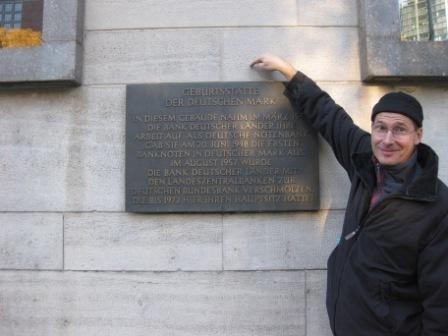 GEBURTSSTÄTTE
DER DEUTSCHEN MARK
IN DIESEM GEBÄUDE NAHM IM MÄRZ
DIE BANK DEUTSCHER LÄNDER IHRE
ARBEIT AUF. ALS DEUTSCHE NOTENBANK
GAB SIE AM 20. JUNI 1948 DIE ERSTEN
BANKNOTEN IN DEUTSCHER MARK AUS.
IM AUGUST 1957 WURDE
DIE BANK DEUTSCHER LÄNDER MIT
DEN LANDESZENTRALBANKEN ZUR
DEUTSCHEN BUNDESBANK VERSCHMOLZEN,
DIE BIS 1972 HIER IHREN HAUPTSITZ HATTE.